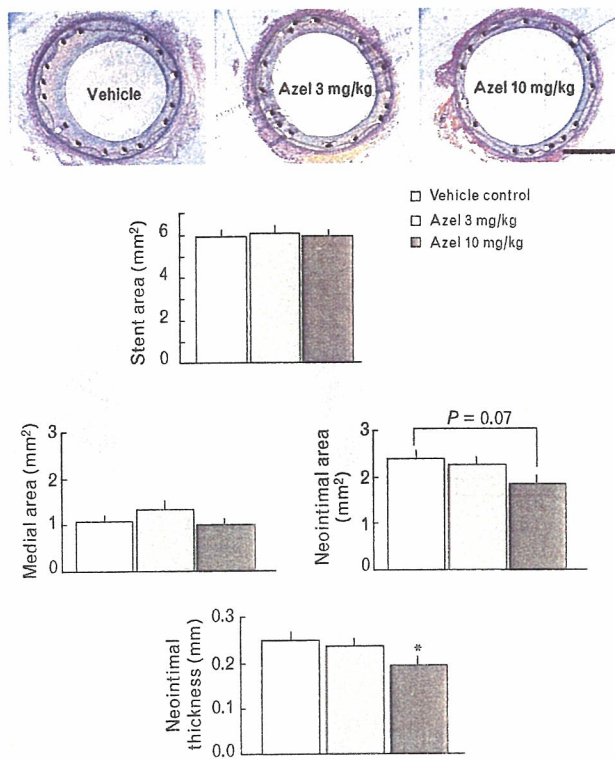 Vehicle
Azel 3 mg/kg
Azel 10 mg/kg
Vehicle control
Azel 3 mg/kg
Azel 10 mg/kg
Stent area (mm²)
6
4
2
0
Medial area (mm²)
3
2
1
0
Neointimal area
(mm²)
3
2
1
0
P = 0.07
Neointimal
thickness (mm)
0.3
0.2
0.1
0.0
*